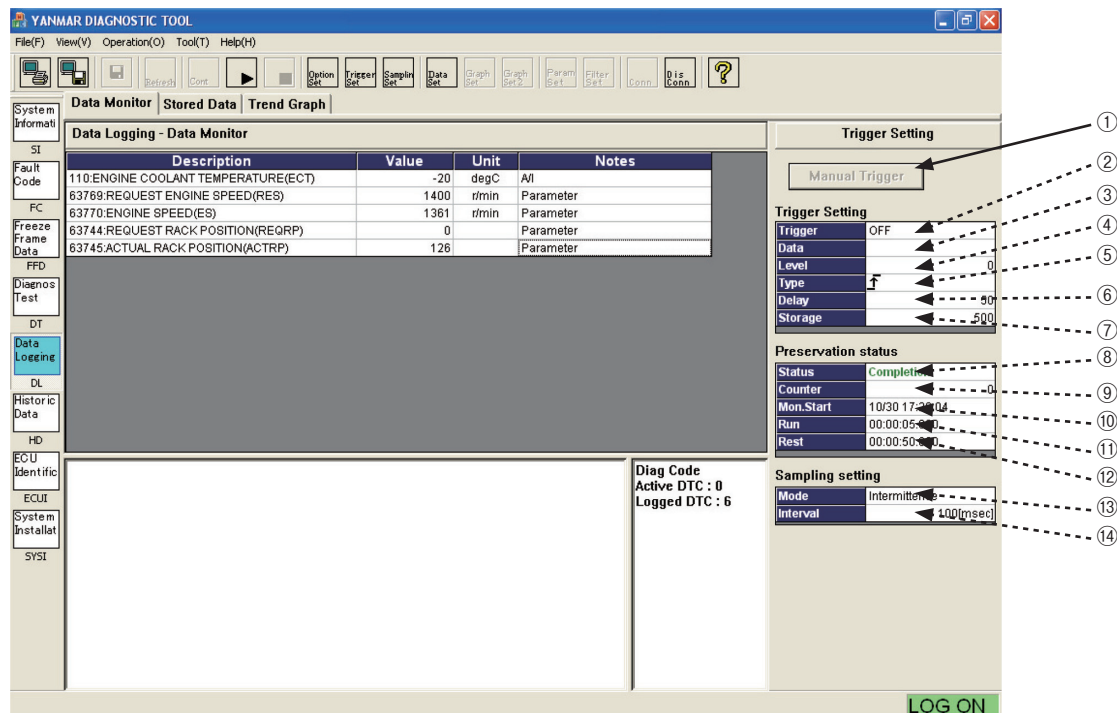 YANMAR DIAGNOSTIC TOOL
File(F) View(V) Operation(O) Tool(T) Help(H)
Refresh Cont. Option Set Trigger Set Samplin Set Data Set Graph Set Graph Set2 Param Set Filter Set Conn Dis Conn ?
System Informati
SI
Fault Code
FC
Freeze Frame Data
FFD
Diagnos Test
DT
Data Logging
DL
Historic Data
HD
ECU Identific
ECUI
System Installat
SYSI
Data Monitor Stored Data Trend Graph
Data Logging - Data Monitor
Description Value Unit Notes
110:ENGINE COOLANT TEMPERATURE(ECT) -20 degC A/I
63769:REQUEST ENGINE SPEED(RES) 1400 r/min Parameter
63770:ENGINE SPEED(ES) 1361 r/min Parameter
63744:REQUEST RACK POSITION(REQRP) 0 Parameter
63745:ACTUAL RACK POSITION(ACTRP) 126 Parameter
Diag Code
Active DTC : 0
Logged DTC : 6
Trigger Setting
Manual Trigger
Trigger Setting
Trigger OFF
Data
Level 0
Type
Delay 50
Storage 500
Preservation status
Status Completion
Counter 0
Mon.Start 10/30 17:
Run 00:00:05
Rest 00:00:50
Sampling setting
Mode Intermittence
Interval 100[msec]
LOG ON
①
②
③
④
⑤
⑥
⑦
⑧
⑨
⑩
⑪
⑫
⑬
⑭